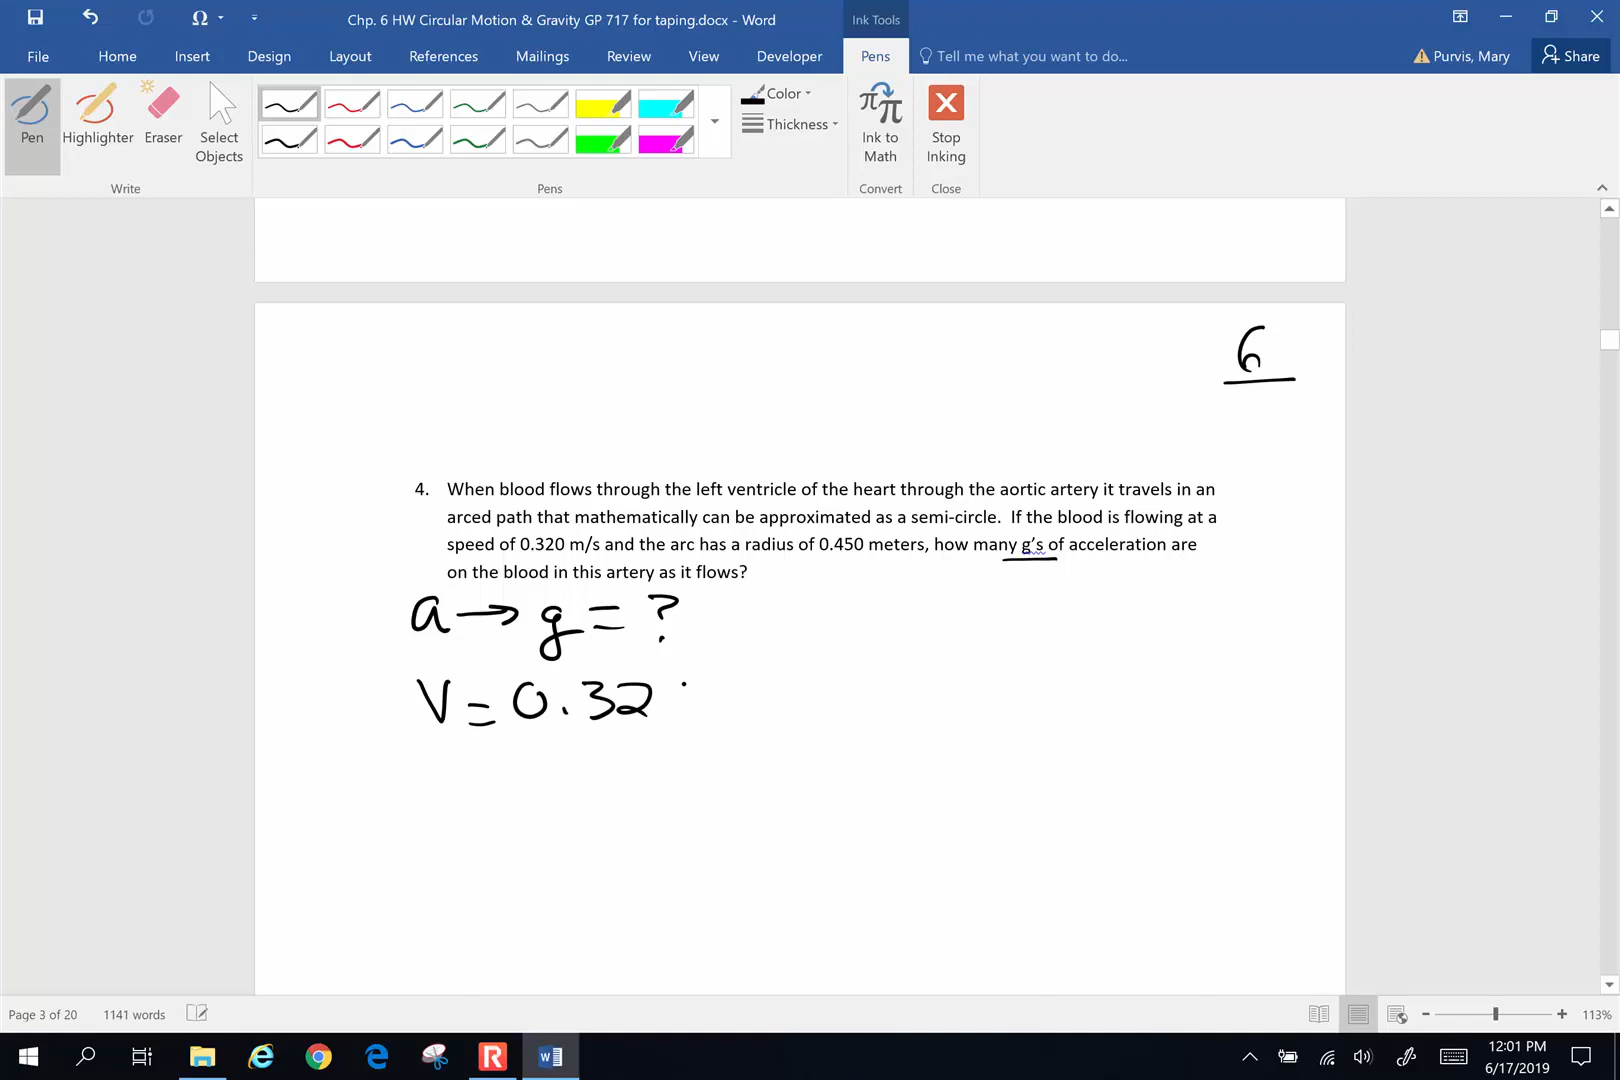 Chp. 6 HW Circular Motion & Gravity GP 717 for taping.docx - Word
Ink Tools
File Home Insert Design Layout References Mailings Review View Developer Pens Tell me what you want to do... Purvis, Mary Share
Pen Highlighter Eraser Select Objects
Color
Thickness
Ink to Math
Stop Inking
Write Pens Convert Close
6
4. When blood flows through the left ventricle of the heart through the aortic artery it travels in an
arced path that mathematically can be approximated as a semi-circle. If the blood is flowing at a
speed of 0.320 m/s and the arc has a radius of 0.450 meters, how many g's of acceleration are
on the blood in this artery as it flows?
a → g = ?
V = 0.32
Page 3 of 20 1141 words 113%
12:01 PM
6/17/2019